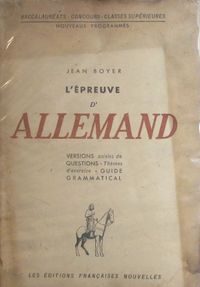 BACCALAURÉATS - CONCOURS - CLASSES SUPÉRIEURES
NOUVEAUX PROGRAMMES
JEAN BOYER
L'ÉPREUVE
D'
ALLEMAND
VERSIONS suivies de
QUESTIONS - Thèmes
d'exercice - GUIDE
GRAMMATICAL
LES ÉDITIONS FRANÇAISES NOUVELLES